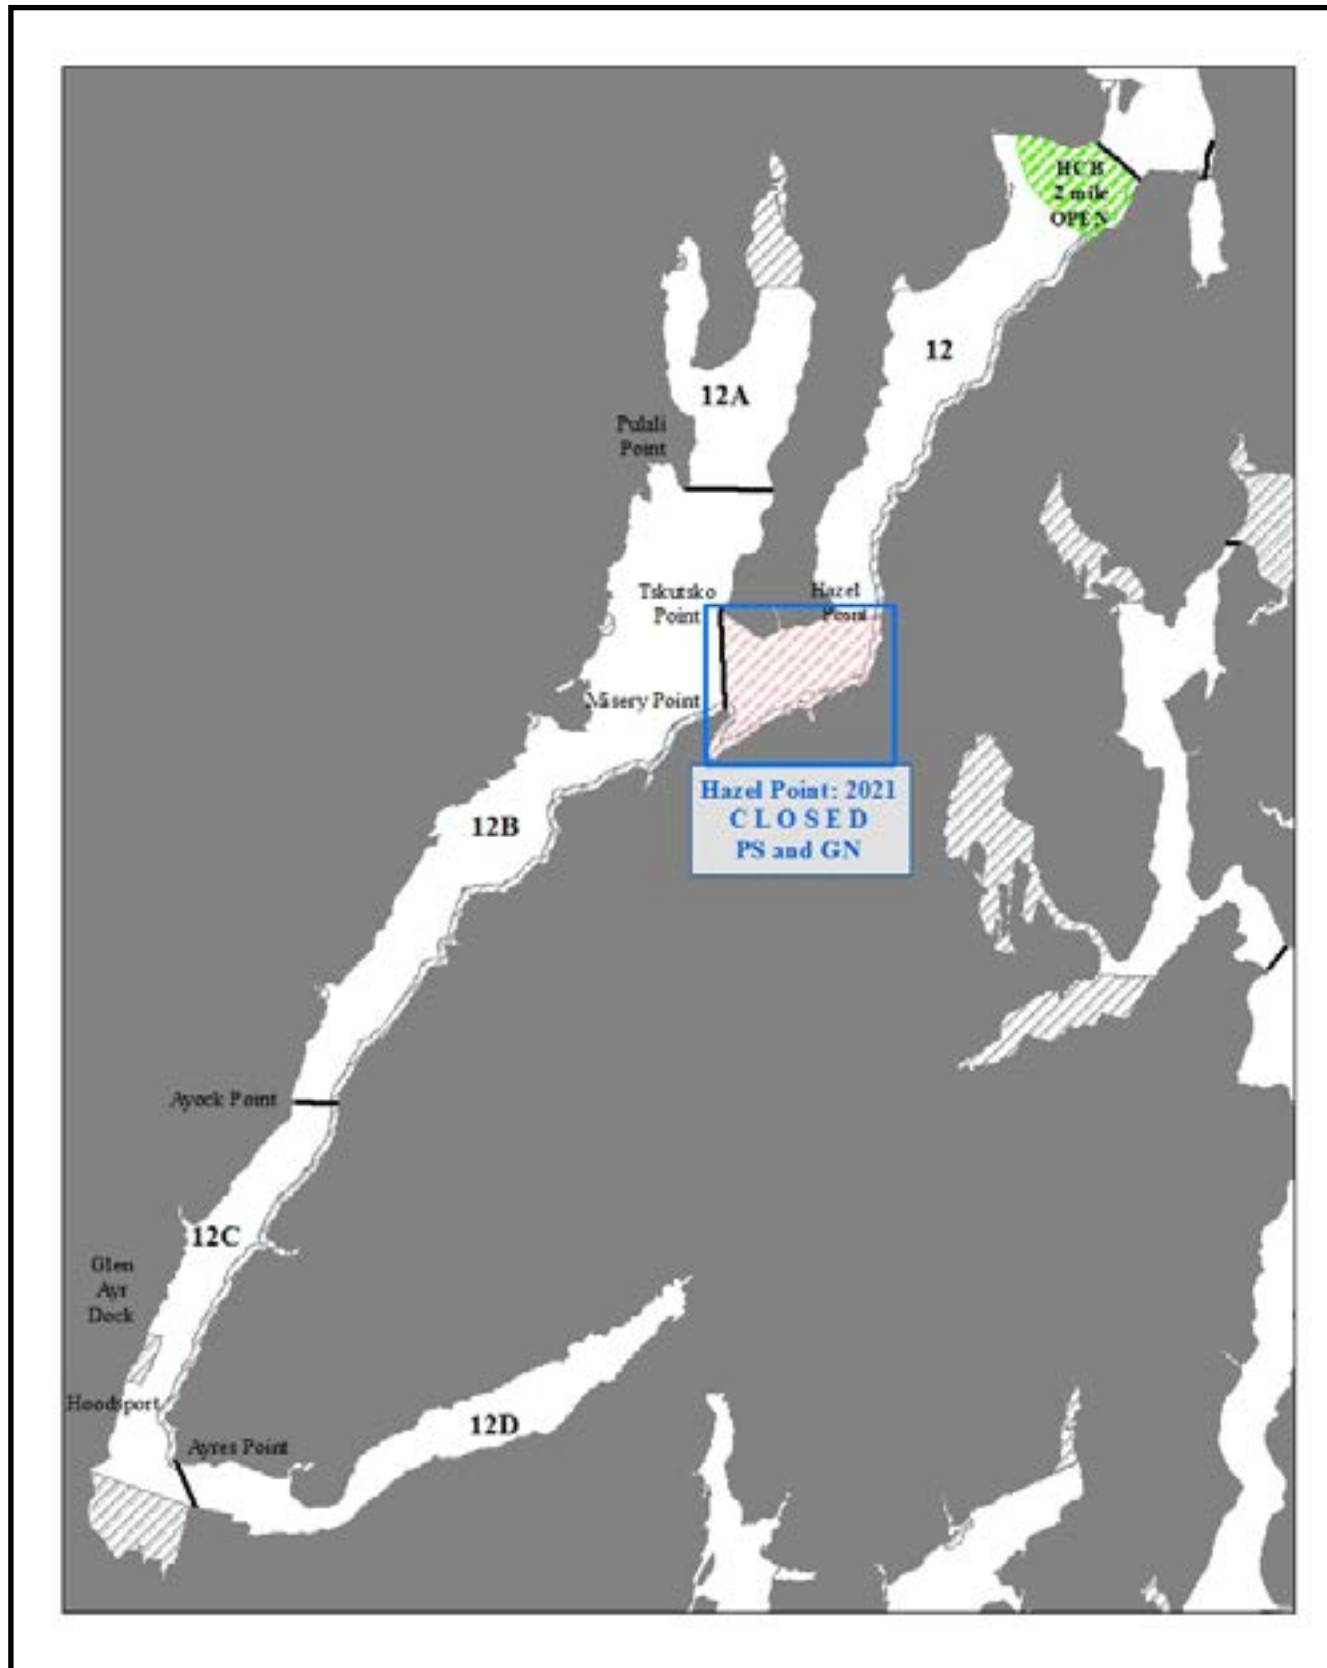 HCB
2 mile
OPEN
12
12A
Pulali
Point
Tskutsko
Point
Hazel
Point
Misery Point
Hazel Point: 2021
C L O S E D
PS and GN
12B
Ayock Point
12C
Glen
Ayr
Dock
Hoodsport
12D
Ayres Point